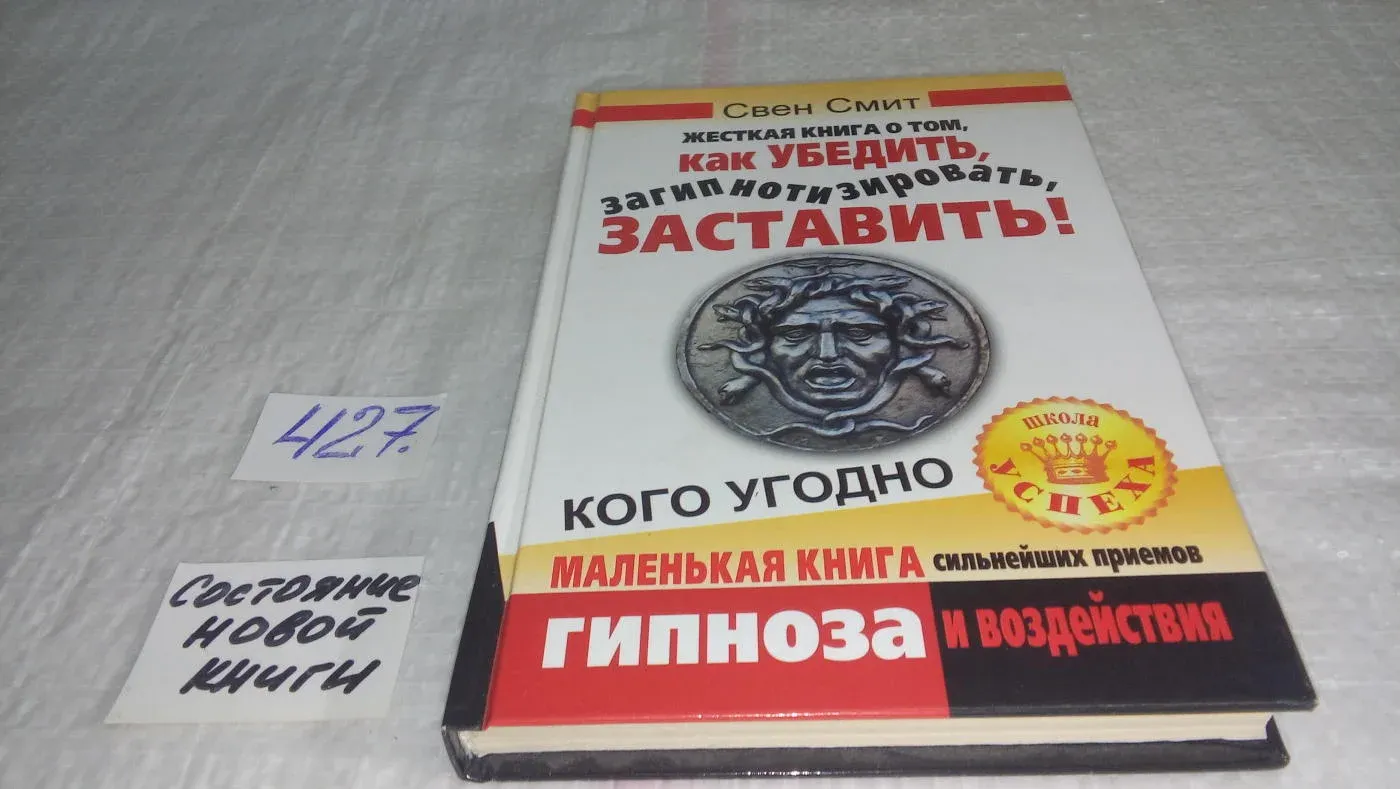 Свен Смит
ЖЕСТКАЯ КНИГА О ТОМ,
как УБЕДИТЬ,
загипнотизировать,
ЗАСТАВИТЬ!
КОГО УГОДНО
ШКОЛА
УСПЕХА
МАЛЕНЬКАЯ КНИГА сильнейших приемов
гипноза и воздействия
427.
Состояние
новой
книги